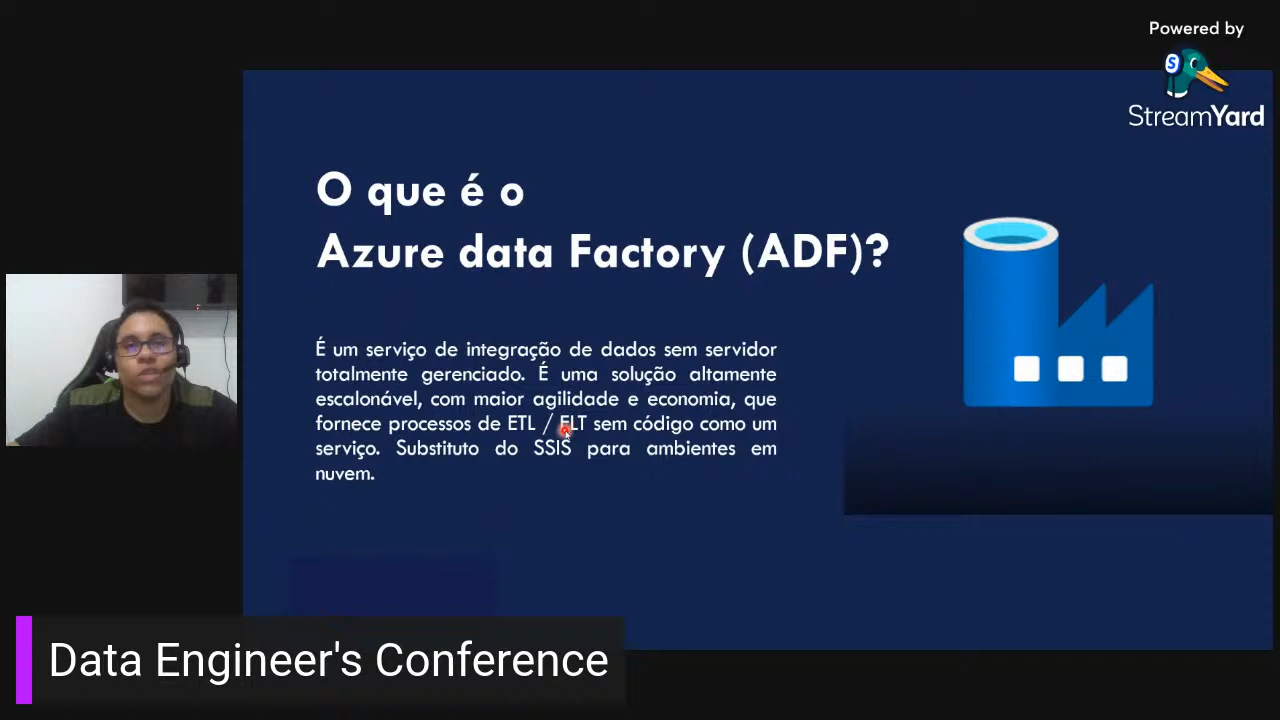 Powered by
S
StreamYard
O que é o
Azure data Factory (ADF)?
É um serviço de integração de dados sem servidor
totalmente gerenciado. É uma solução altamente
escalonável, com maior agilidade e economia, que
fornece processos de ETL / ELT sem código como um
serviço. Substituto do SSIS para ambientes em
nuvem.
Data Engineer's Conference